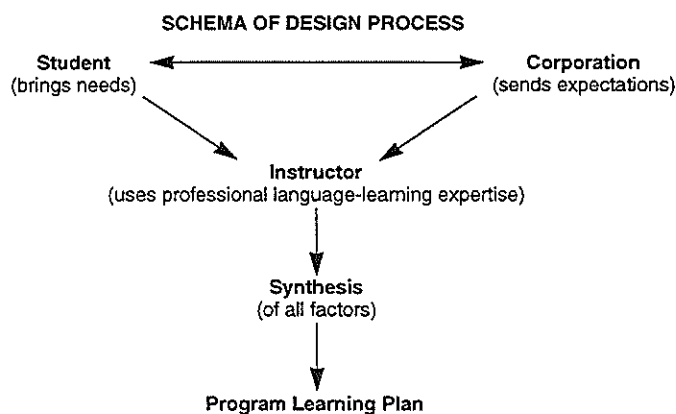 SCHEMA OF DESIGN PROCESS
Student
(brings needs)
Corporation
(sends expectations)
Instructor
(uses professional language-learning expertise)
Synthesis
(of all factors)
Program Learning Plan